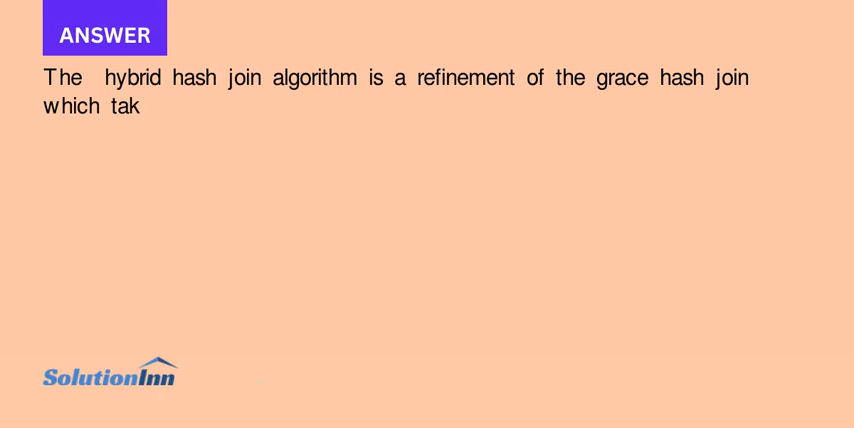 ANSWER
The hybrid hash join algorithm is a refinement of the grace hash join
which tak
SolutionInn